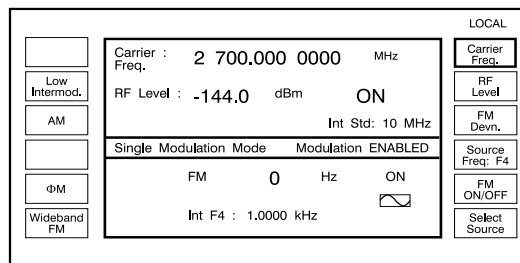 LOCAL
Carrier Freq. : 2 700.000 0000 MHz
RF Level : -144.0 dBm ON
Int Std: 10 MHz
Single Modulation Mode Modulation ENABLED
FM 0 Hz ON
Int F4 : 1.0000 kHz
Low
Intermod.
AM
ΦM
Wideband
FM
Carrier
Freq.
RF
Level
FM
Devn.
Source
Freq: F4
FM
ON/OFF
Select
Source